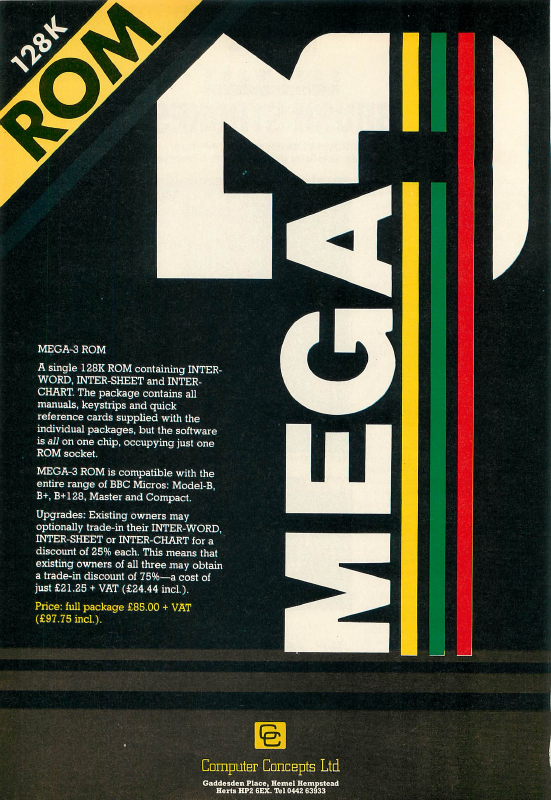 128K
ROM
MEGA 3
MEGA-3 ROM
A single 128K ROM containing INTER-
WORD, INTER-SHEET and INTER-
CHART. The package contains all
manuals, keystrips and quick
reference cards supplied with the
individual packages, but the software
is all on one chip, occupying just one
ROM socket.
MEGA-3 ROM is compatible with the
entire range of BBC Micros: Model-B,
B+, B+128, Master and Compact.
Upgrades: Existing owners may
optionally trade-in their INTER-WORD,
INTER-SHEET or INTER-CHART for a
discount of 25% each. This means that
existing owners of all three may obtain
a trade-in discount of 75%—a cost of
just £21.25 + VAT (£24.44 incl.).
Price: full package £85.00 + VAT
(£97.75 incl.).
CC
Computer Concepts Ltd
Gaddesden Place, Hemel Hempstead
Herts HP2 6EX. Tel 0442 63933